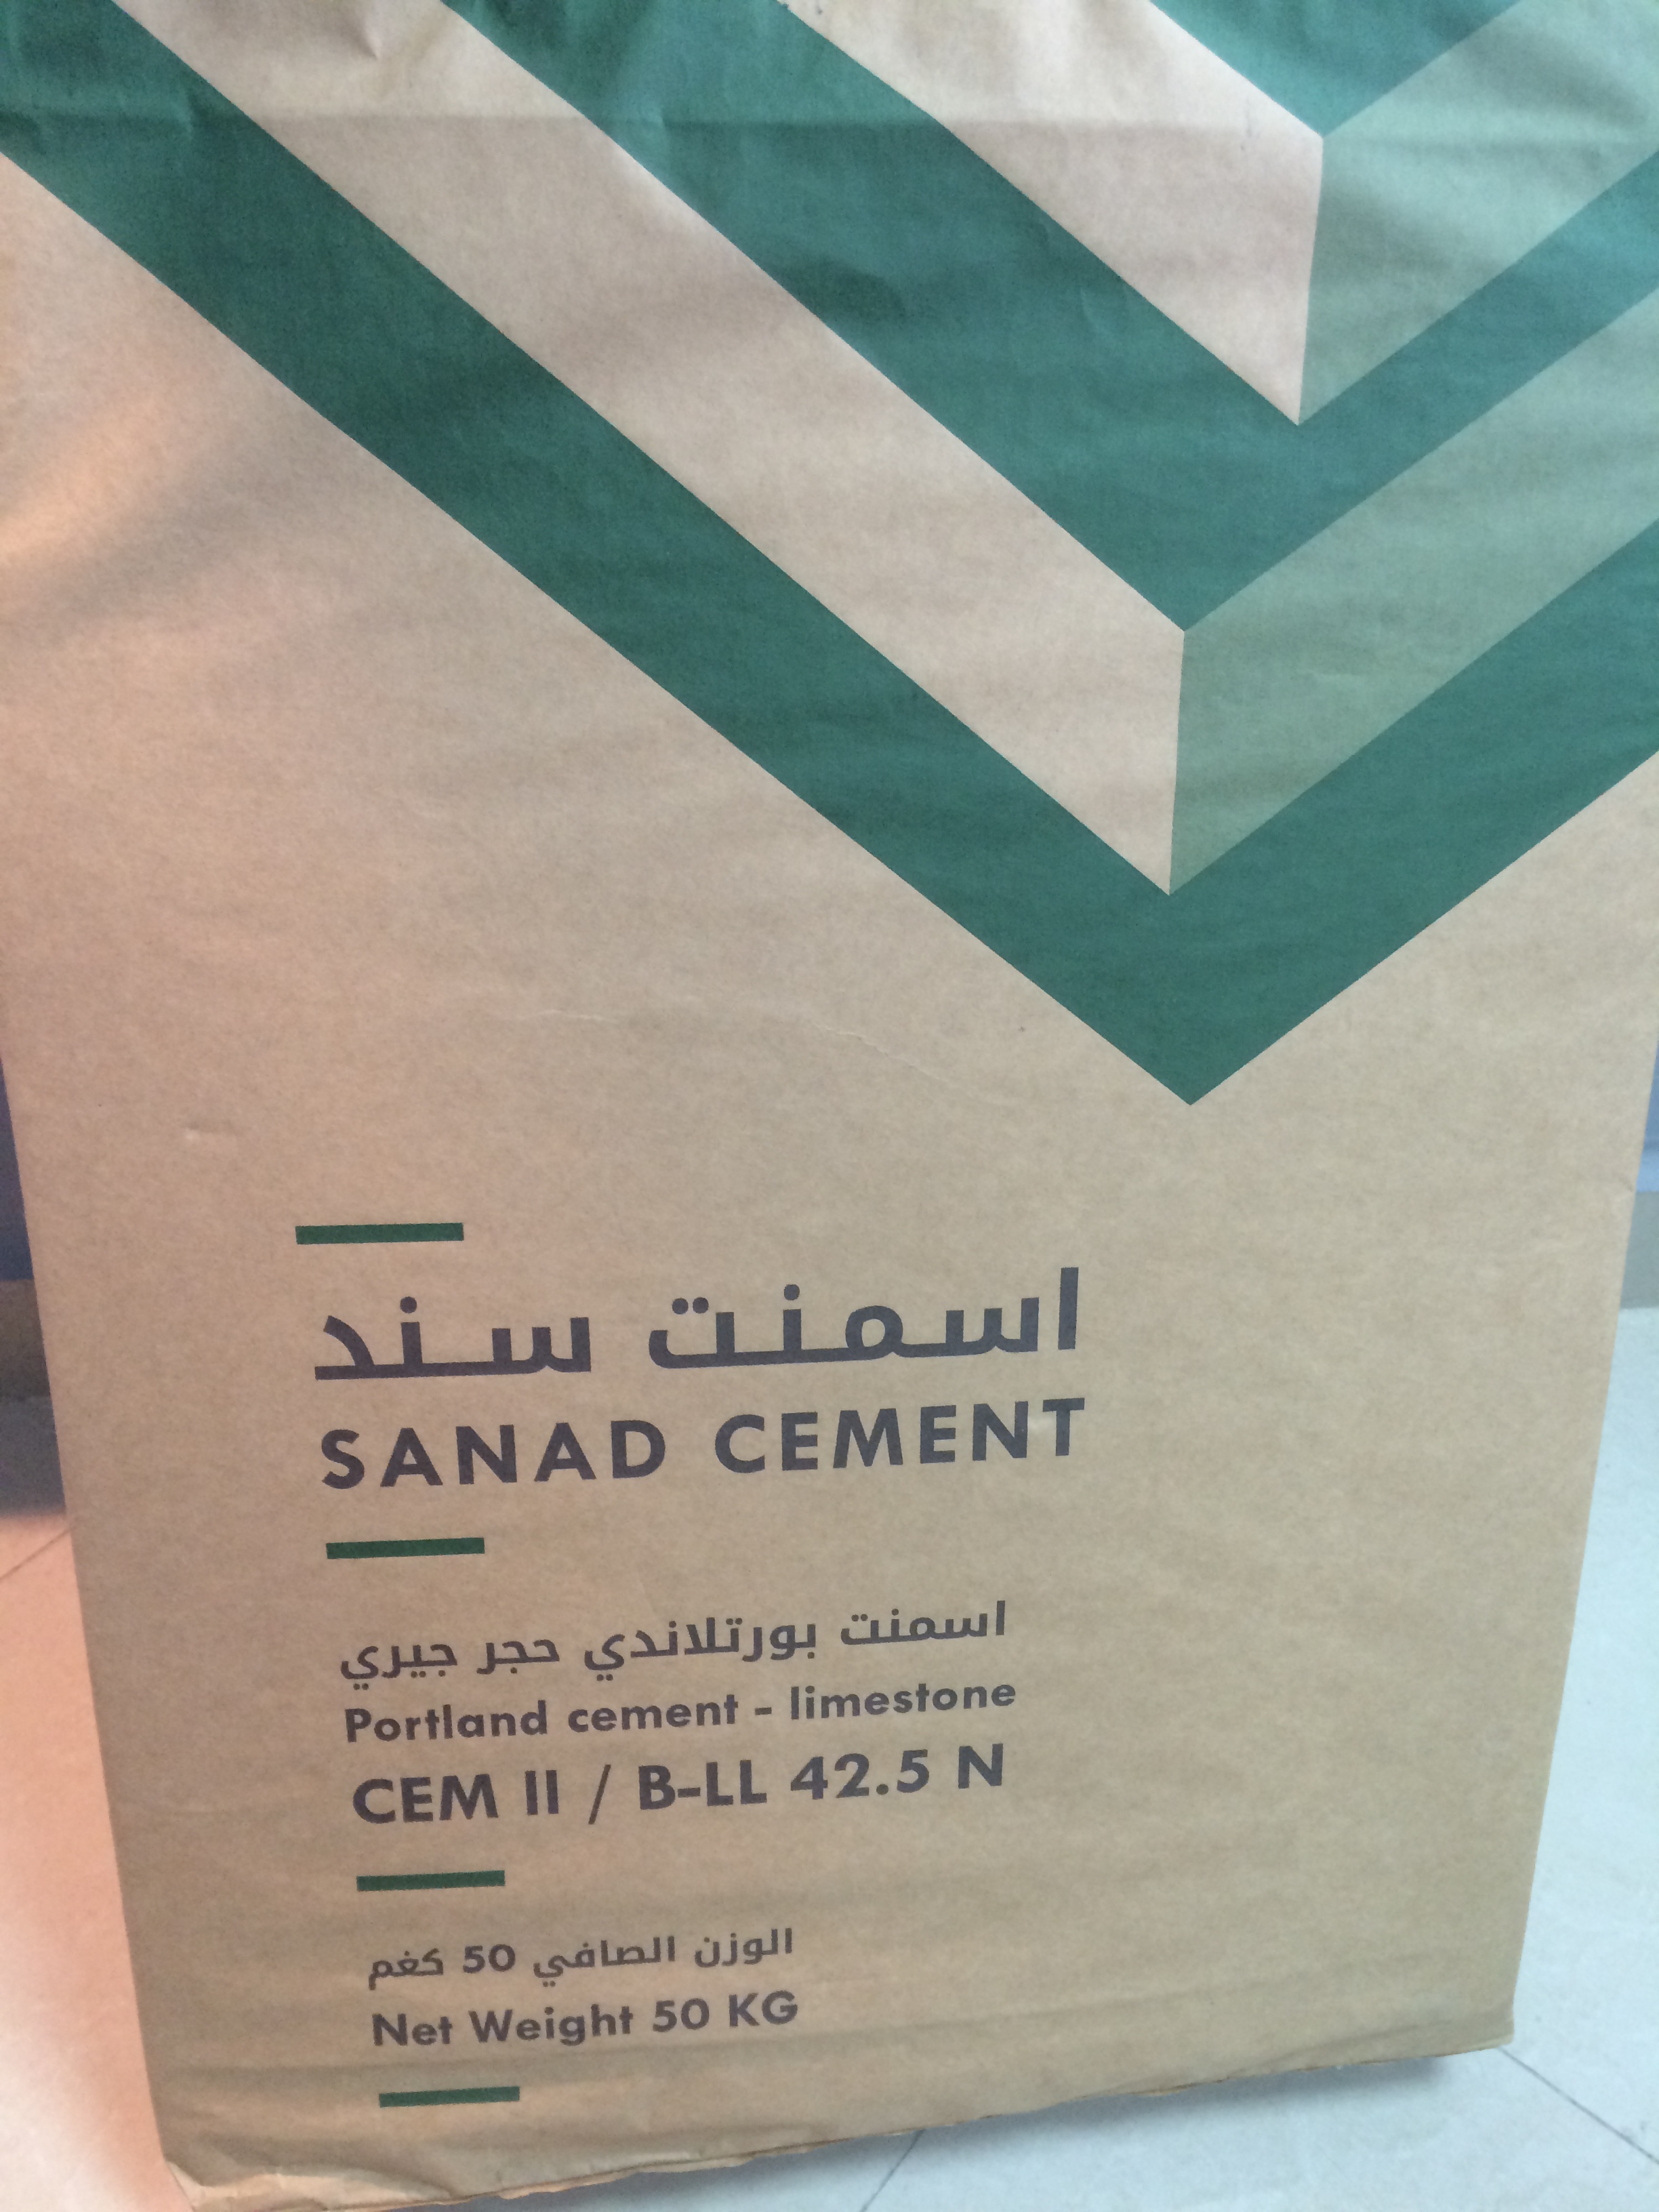 اسمنت سند
SANAD CEMENT
اسمنت بورتلاندي حجر جيري
Portland cement - limestone
CEM II / B-LL 42.5 N
الوزن الصافي 50 كغم
Net Weight 50 KG